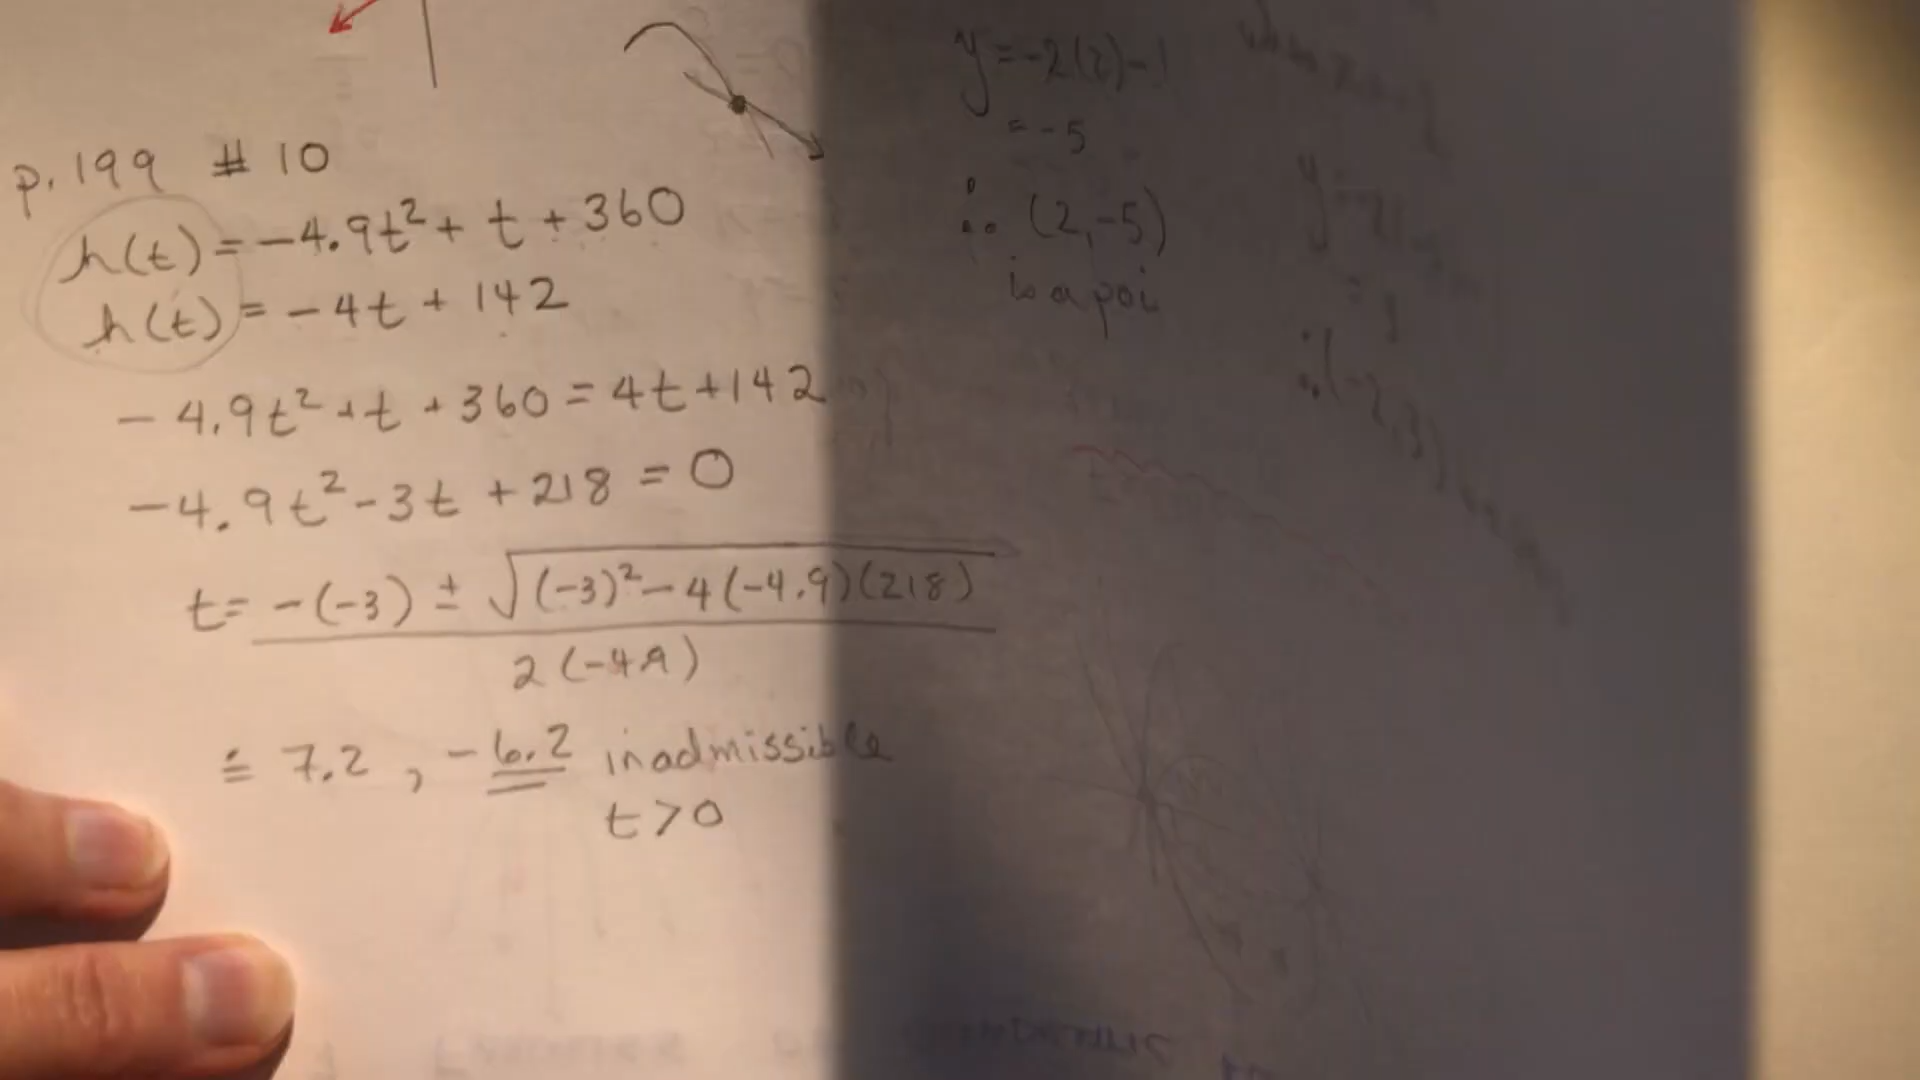 p. 199 # 10
h(t) = -4.9t² + t + 360
h(t) = -4t + 142
-4.9t² + t + 360 = 4t + 142
-4.9t² - 3t + 218 = 0
t = -(-3) ± √(-3)² - 4(-4.9)(218)
2(-4.9)
≐ 7.2, -6.2 inadmissible
t > 0
y = -2(2) - 1
= -5
∴ (2, -5)
is a poi